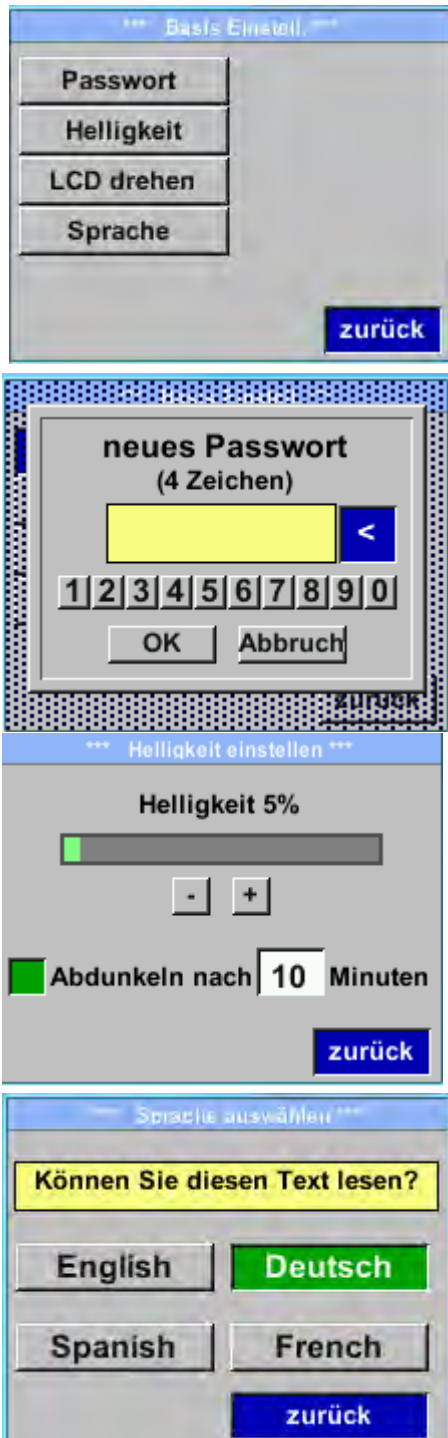 *** Basis Einstell. ***
Passwort
Helligkeit
LCD drehen
Sprache
zurück
neues Passwort
(4 Zeichen)
<
1 2 3 4 5 6 7 8 9 0
OK Abbruch
zurück
*** Helligkeit einstellen ***
Helligkeit 5%
- +
Abdunkeln nach 10 Minuten
zurück
*** Sprache auswählen ***
Können Sie diesen Text lesen?
English Deutsch
Spanish French
zurück